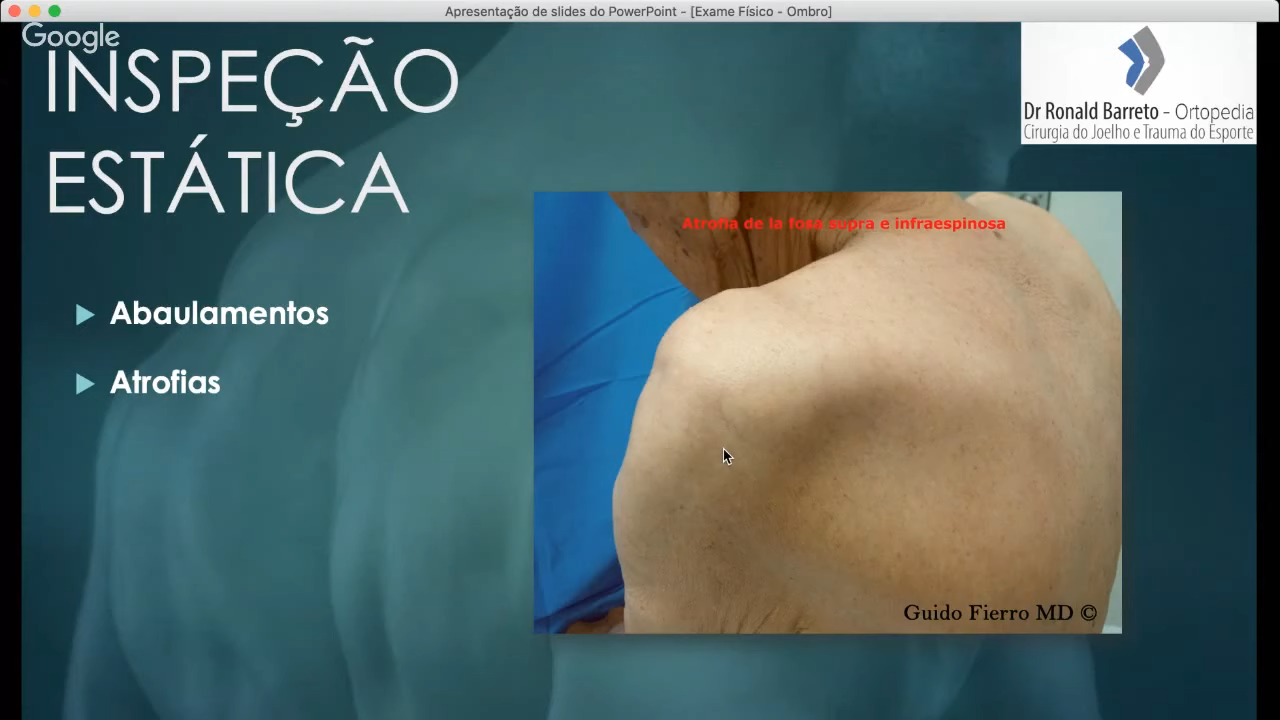 Apresentação de slides do PowerPoint - [Exame Físico - Ombro]
Google
INSPEÇÃO
ESTÁTICA
Dr Ronald Barreto - Ortopedia
Cirurgia do Joelho e Trauma do Esporte
Atrofia de la fosa supra e infraespinosa
Abaulamentos
Atrofias
Guido Fierro MD ©